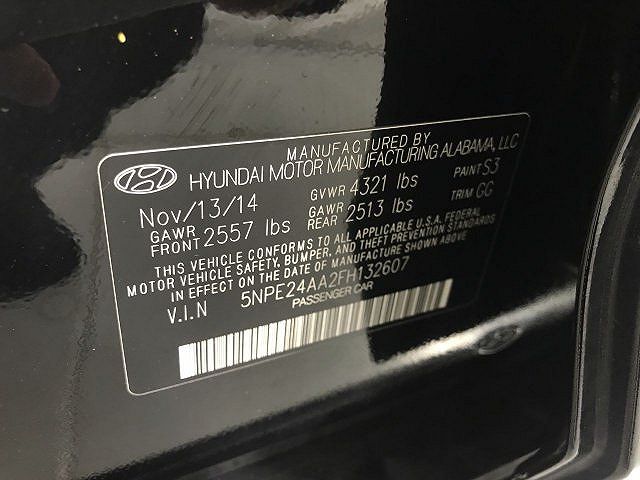 MANUFACTURED BY
HYUNDAI MOTOR MANUFACTURING ALABAMA, LLC
Nov/13/14 GVWR 4321 lbs PAINT S3
GAWR FRONT 2557 lbs GAWR REAR 2513 lbs TRIM GG
THIS VEHICLE CONFORMS TO ALL APPLICABLE U.S.A. FEDERAL
MOTOR VEHICLE SAFETY, BUMPER, AND THEFT PREVENTION STANDARDS
IN EFFECT ON THE DATE OF MANUFACTURE SHOWN ABOVE
V.I.N 5NPE24AA2FH132607
PASSENGER CAR